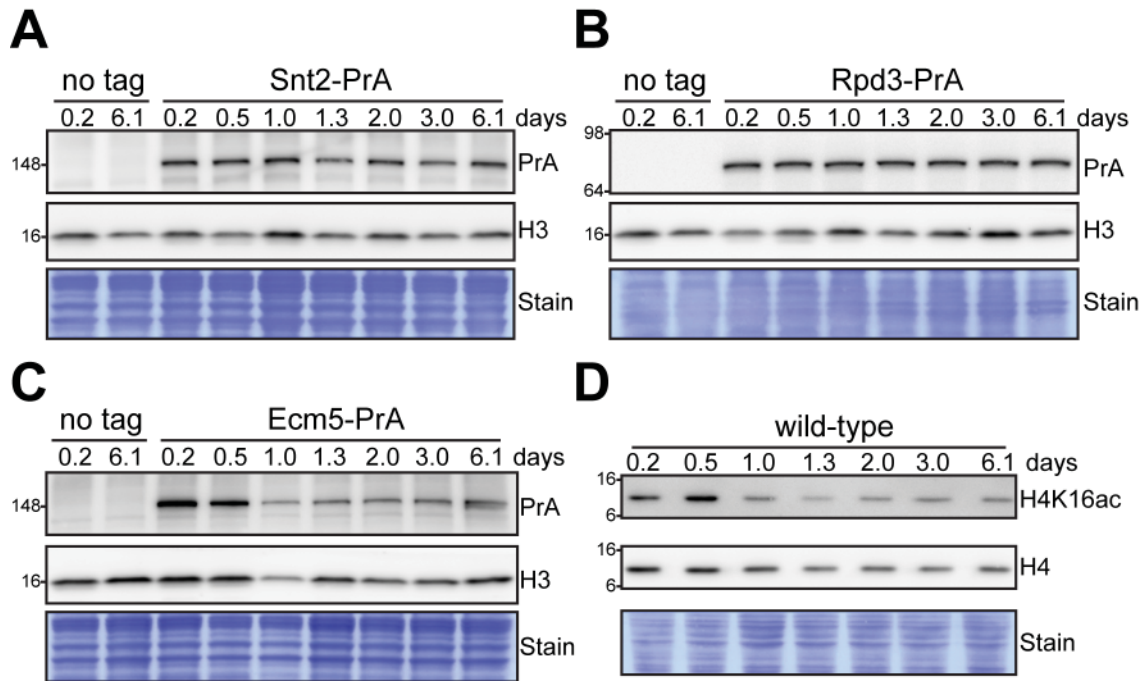 A
no tag Snt2-PrA
0.2 6.1 0.2 0.5 1.0 1.3 2.0 3.0 6.1 days
148 PrA
16 H3
Stain
B
no tag Rpd3-PrA
0.2 6.1 0.2 0.5 1.0 1.3 2.0 3.0 6.1 days
98
PrA
64
16 H3
Stain
C
no tag Ecm5-PrA
0.2 6.1 0.2 0.5 1.0 1.3 2.0 3.0 6.1 days
148 PrA
16 H3
Stain
D
wild-type
0.2 0.5 1.0 1.3 2.0 3.0 6.1 days
16
H4K16ac
6
16
H4
6
Stain